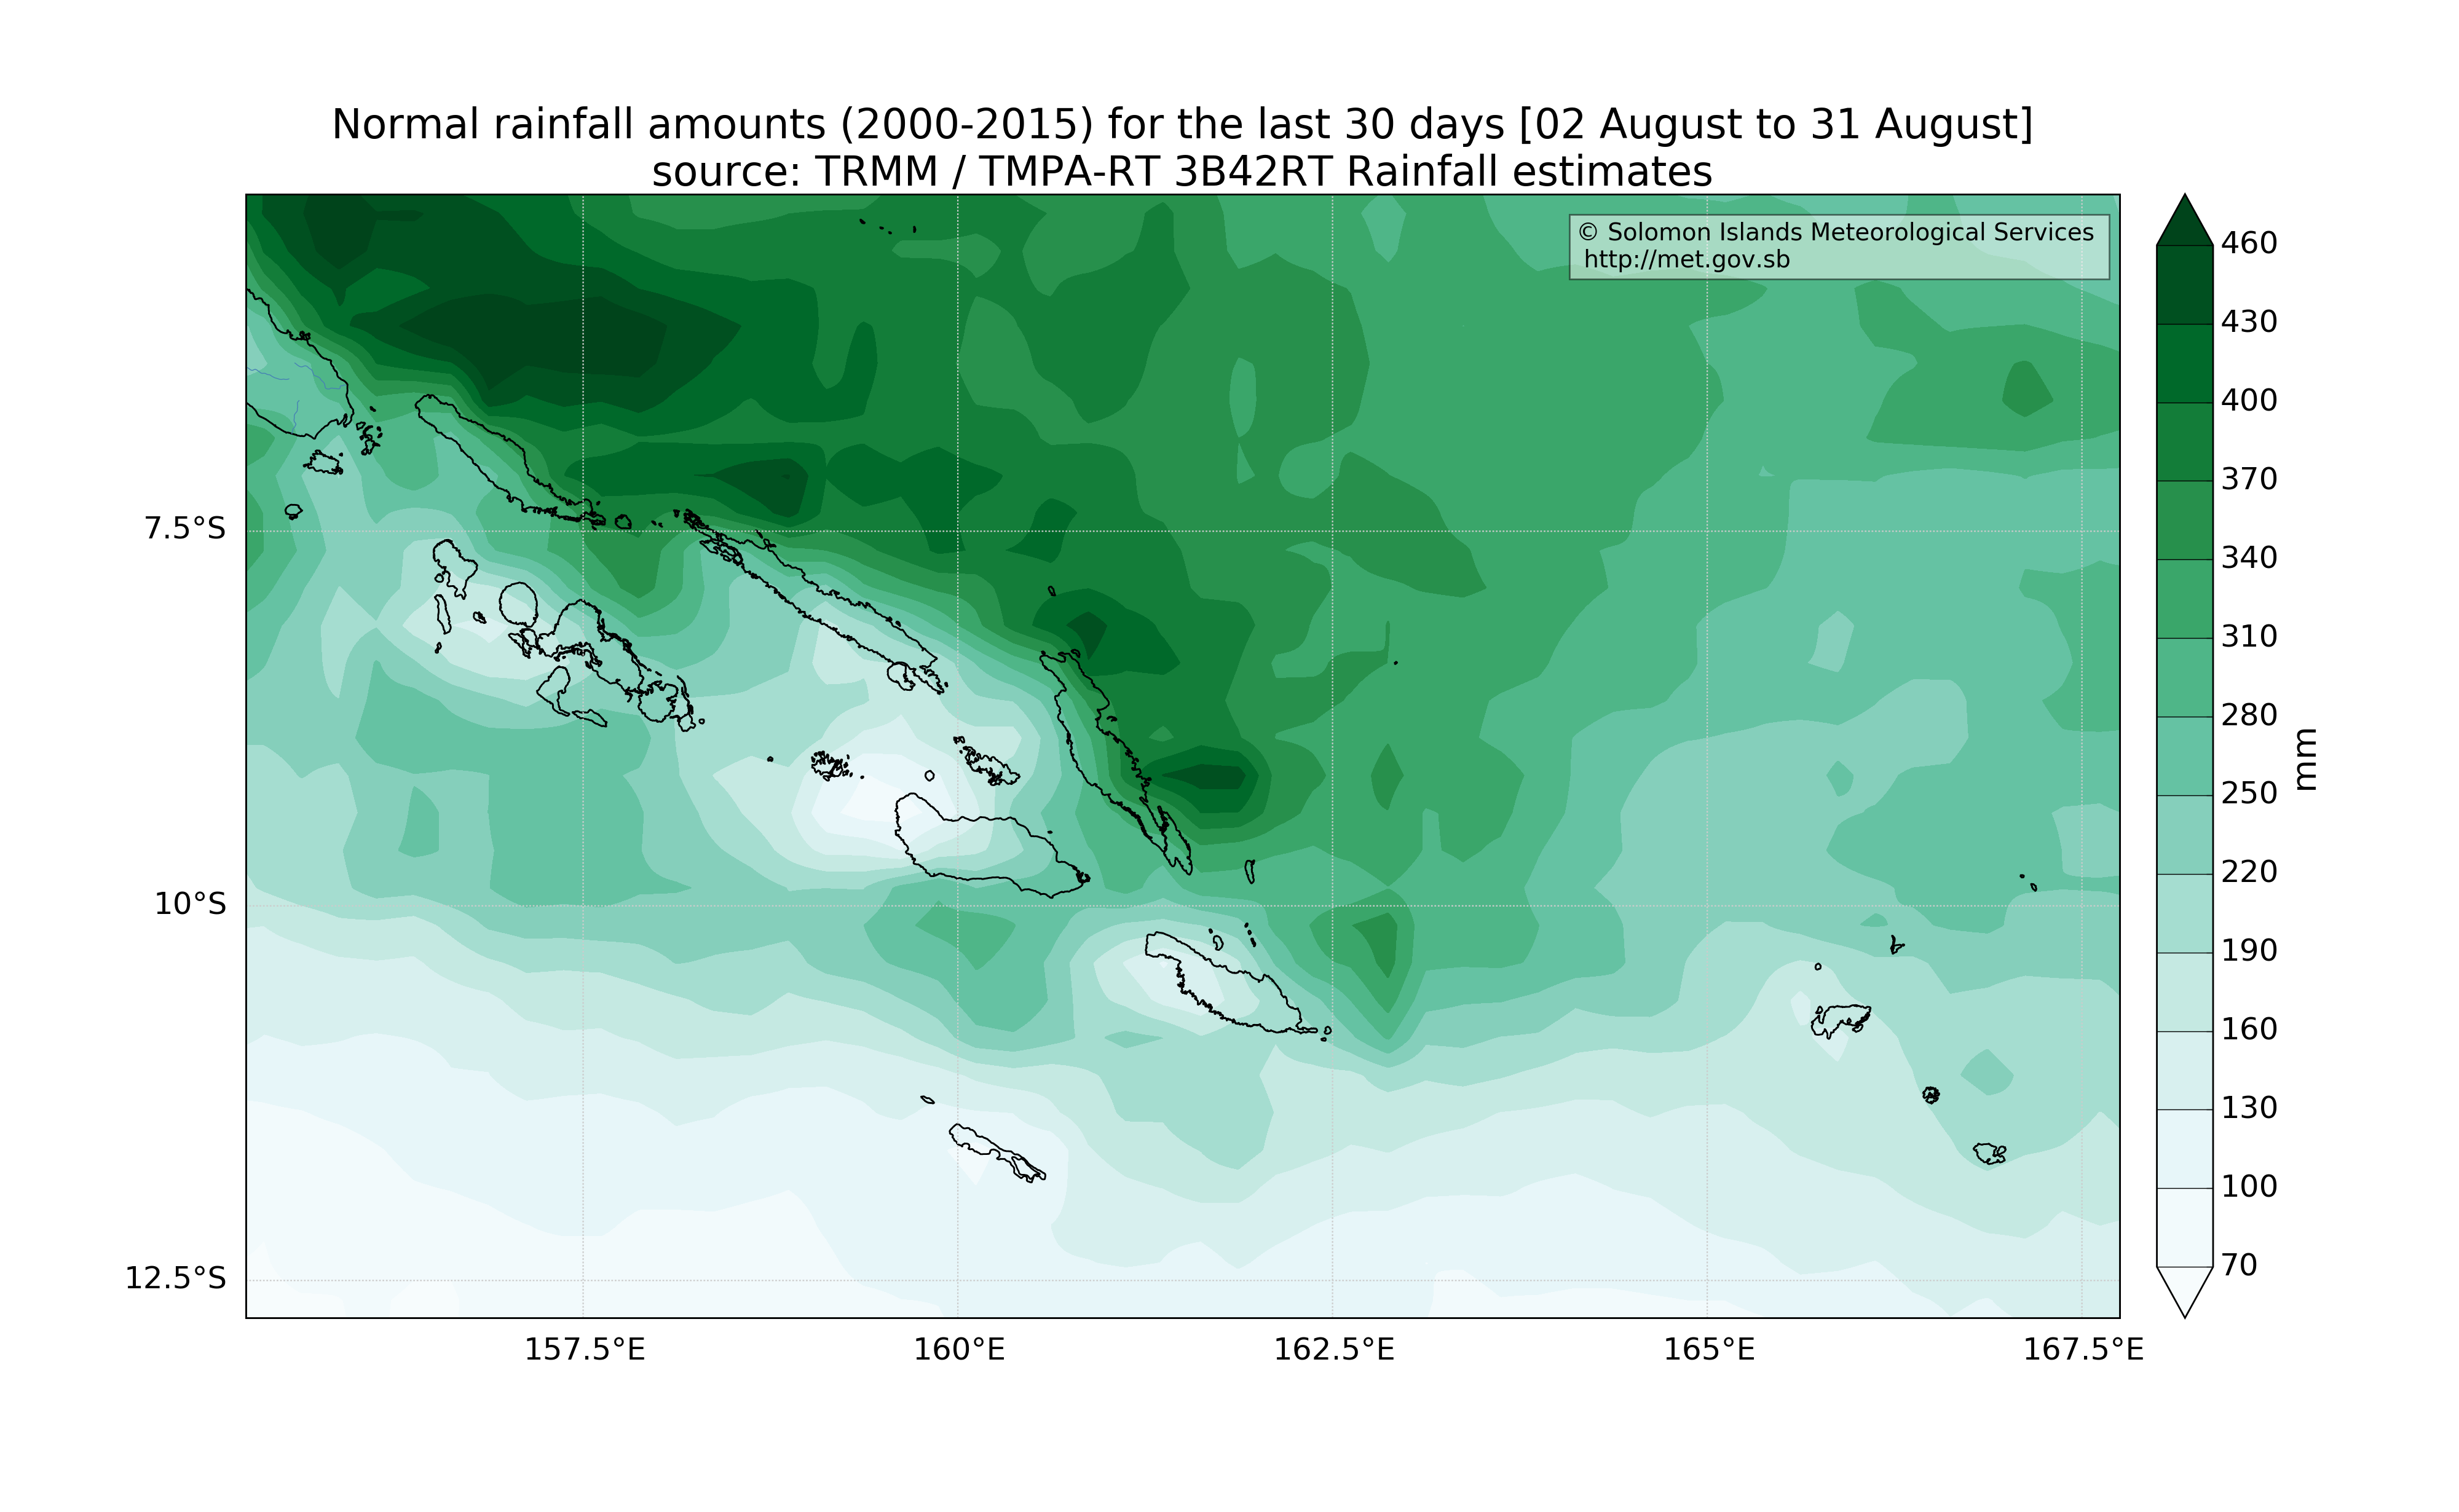 Normal rainfall amounts (2000-2015) for the last 30 days [02 August to 31 August]
source: TRMM / TMPA-RT 3B42RT Rainfall estimates
© Solomon Islands Meteorological Services
http://met.gov.sb
7.5°S
10°S
12.5°S
157.5°E
160°E
162.5°E
165°E
167.5°E
460
430
400
370
340
310
280
250
220
190
160
130
100
70
mm